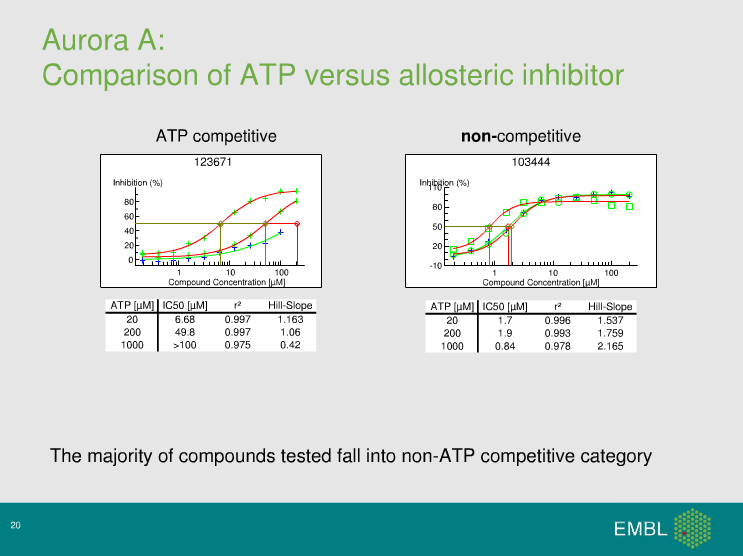 Aurora A:
Comparison of ATP versus allosteric inhibitor
ATP competitive
123671
Inhibition (%)
80
60
40
20
0
1 10 100
Compound Concentration [µM]
ATP [µM] IC50 [µM] r² Hill-Slope
20 6.68 0.997 1.163
200 49.8 0.997 1.06
1000 >100 0.975 0.42
non-competitive
103444
Inhibition (%)
110
80
50
20
-10
1 10 100
Compound Concentration [µM]
ATP [µM] IC50 [µM] r² Hill-Slope
20 1.7 0.996 1.537
200 1.9 0.993 1.759
1000 0.84 0.978 2.165
The majority of compounds tested fall into non-ATP competitive category
20
EMBL